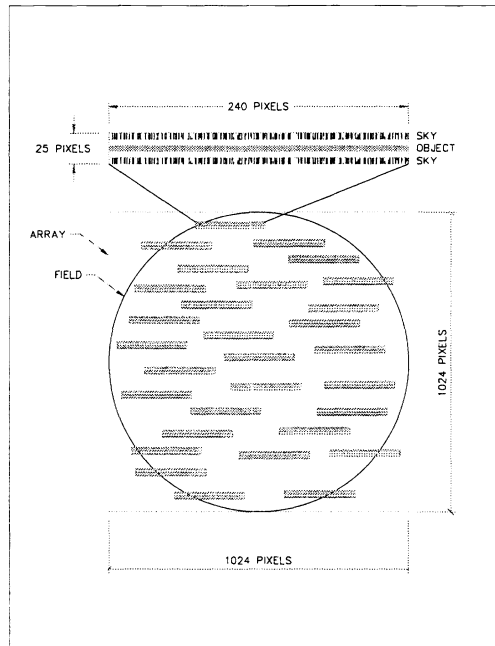 240 PIXELS
SKY
25 PIXELS
OBJECT
SKY
ARRAY
FIELD
1024 PIXELS
1024 PIXELS